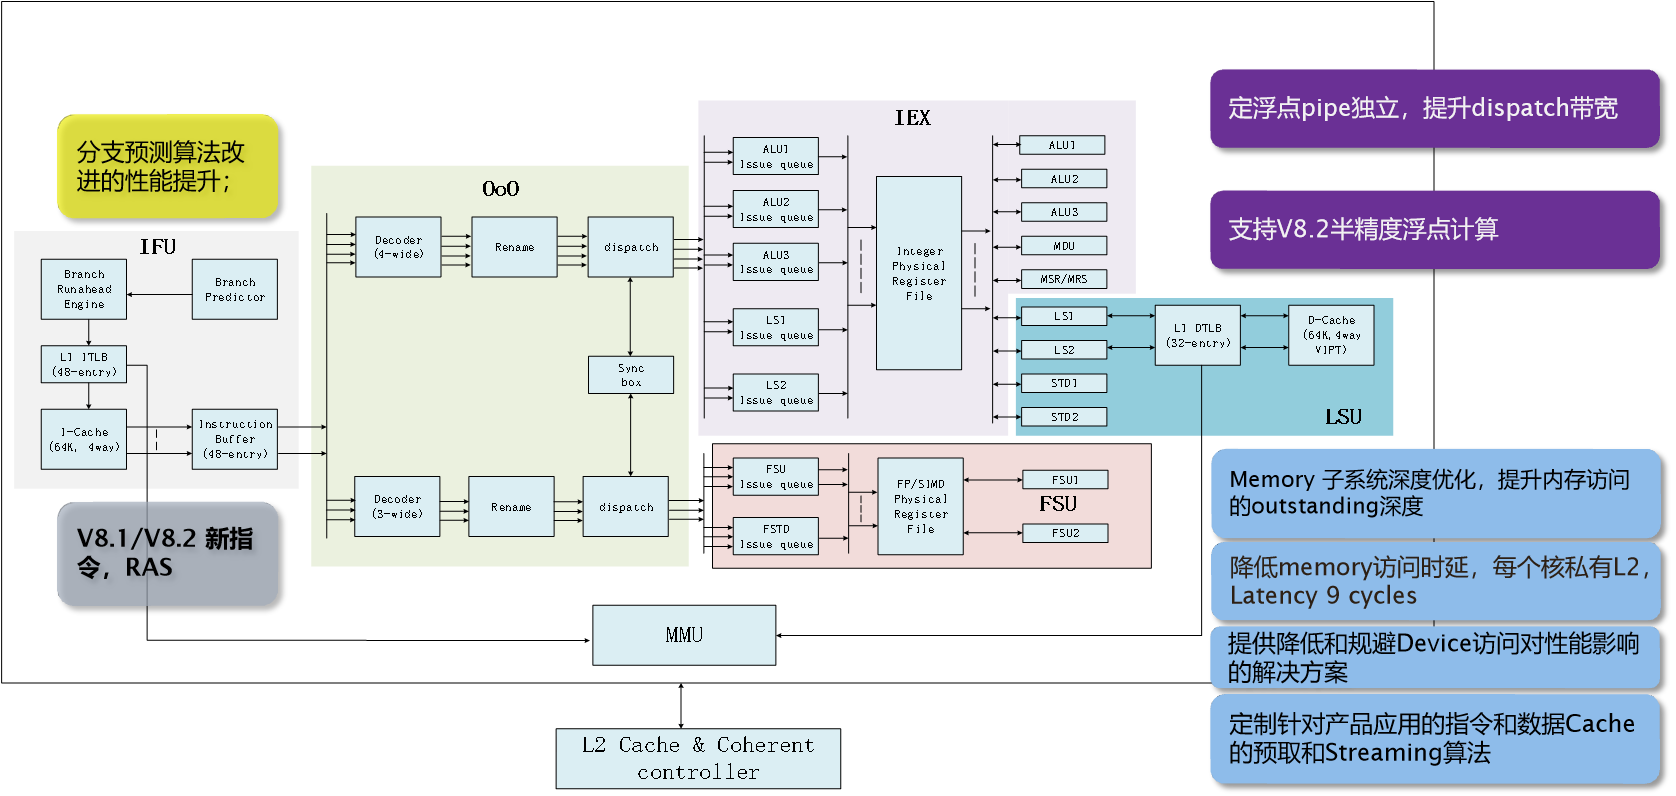 分支预测算法改
进的性能提升；
IFU
Branch
Runahead
Engine
Branch
Predictor
L1 ITLB
(48-entry)
I-Cache
(64K, 4way)
Instruction
Buffer
(48-entry)
V8.1/V8.2 新指
令，RAS
OoO
Decoder
(4-wide)
Rename
dispatch
Sync
box
Decoder
(3-wide)
Rename
dispatch
IEX
ALU1
Issue queue
ALU2
Issue queue
ALU3
Issue queue
LS1
Issue queue
LS2
Issue queue
Integer
Physical
Register
File
ALU1
ALU2
ALU3
MDU
MSR/MRS
LS1
LS2
STD1
STD2
L1 DTLB
(32-entry)
D-Cache
(64K,4way
VIPT)
LSU
FSU
Issue queue
FSTD
Issue queue
FP/SIMD
Physical
Register
File
FSU1
FSU
FSU2
MMU
L2 Cache & Coherent
controller
定浮点pipe独立，提升dispatch带宽
支持V8.2半精度浮点计算
Memory 子系统深度优化，提升内存访问
的outstanding深度
降低memory访问时延，每个核私有L2，
Latency 9 cycles
提供降低和规避Device访问对性能影响
的解决方案
定制针对产品应用的指令和数据Cache
的预取和Streaming算法